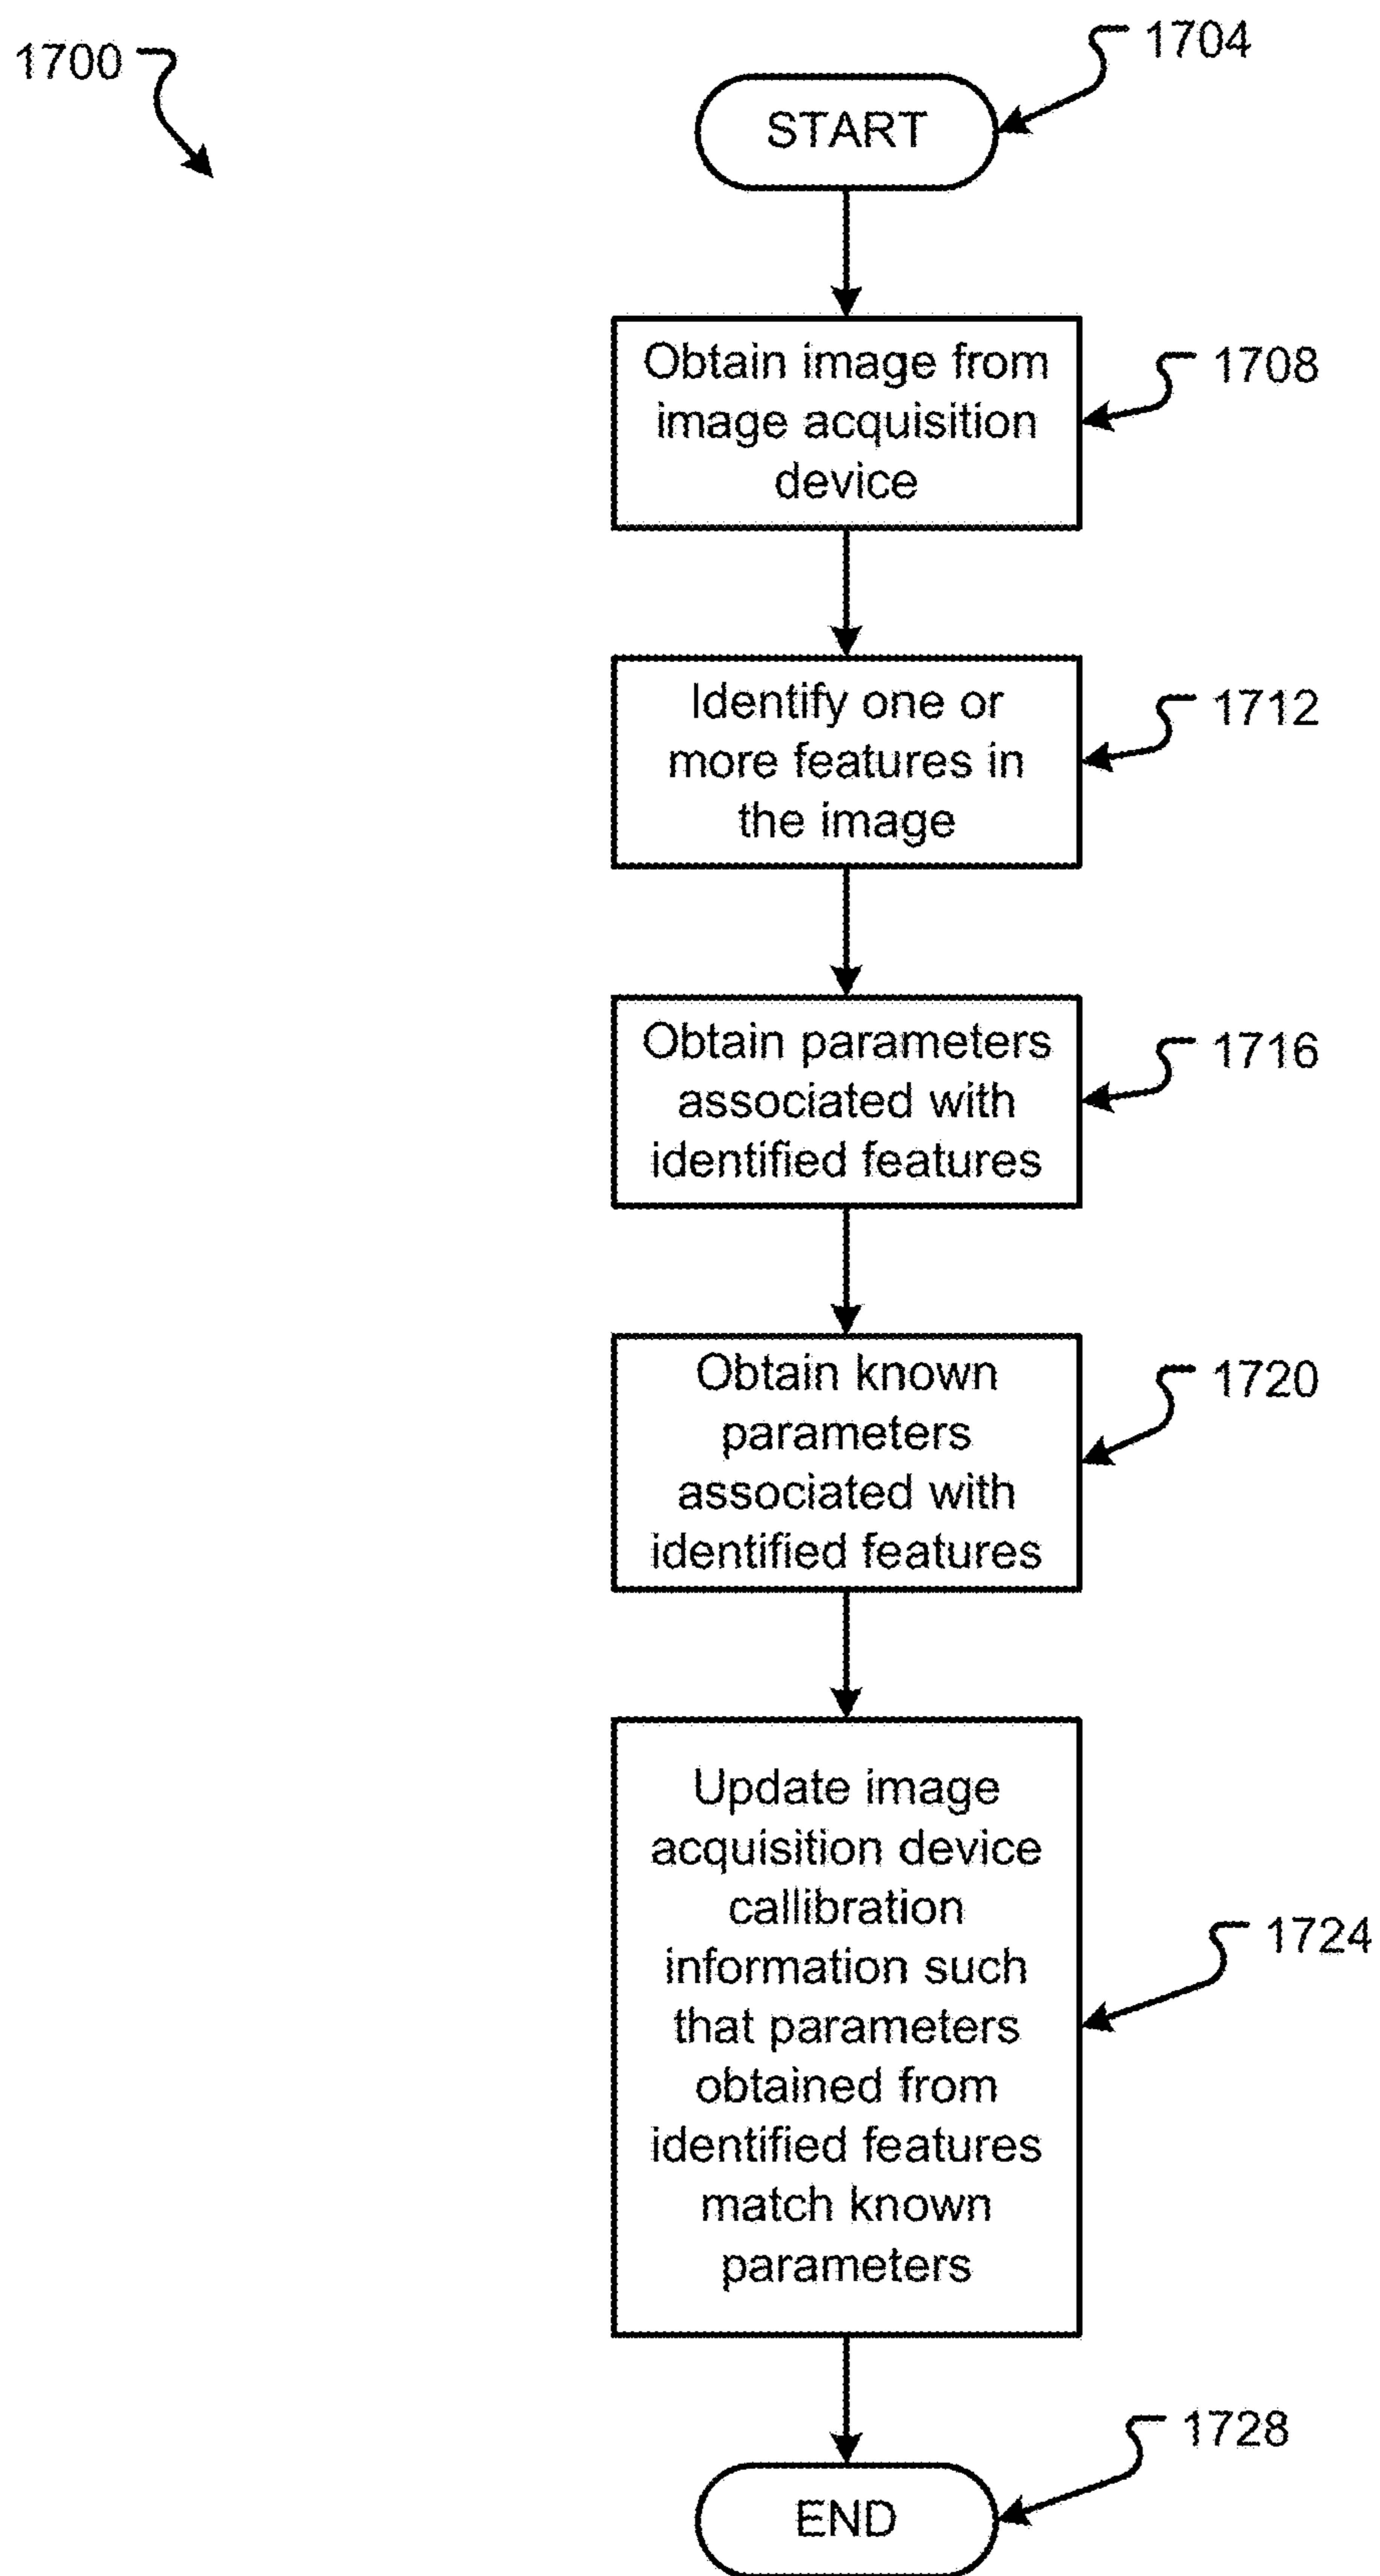 1700
1704
START
Obtain image from
image acquisition
device
1708
Identify one or
more features in
the image
1712
Obtain parameters
associated with
identified features
1716
Obtain known
parameters
associated with
identified features
1720
Update image
acquisition device
callibration
information such
that parameters
obtained from
identified features
match known
parameters
1724
1728
END